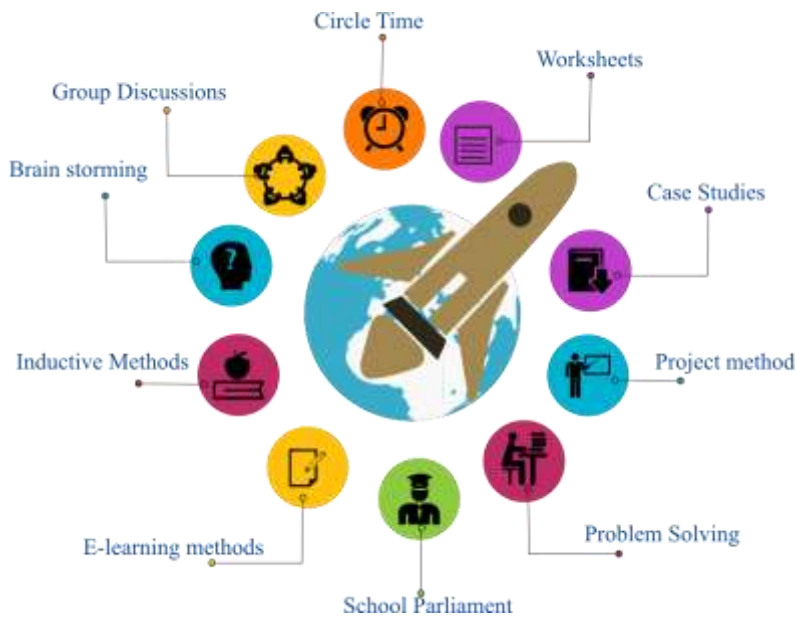 Circle Time
Worksheets
Group Discussions
Brain storming
Case Studies
Inductive Methods
Project method
Problem Solving
E-learning methods
School Parliament
?